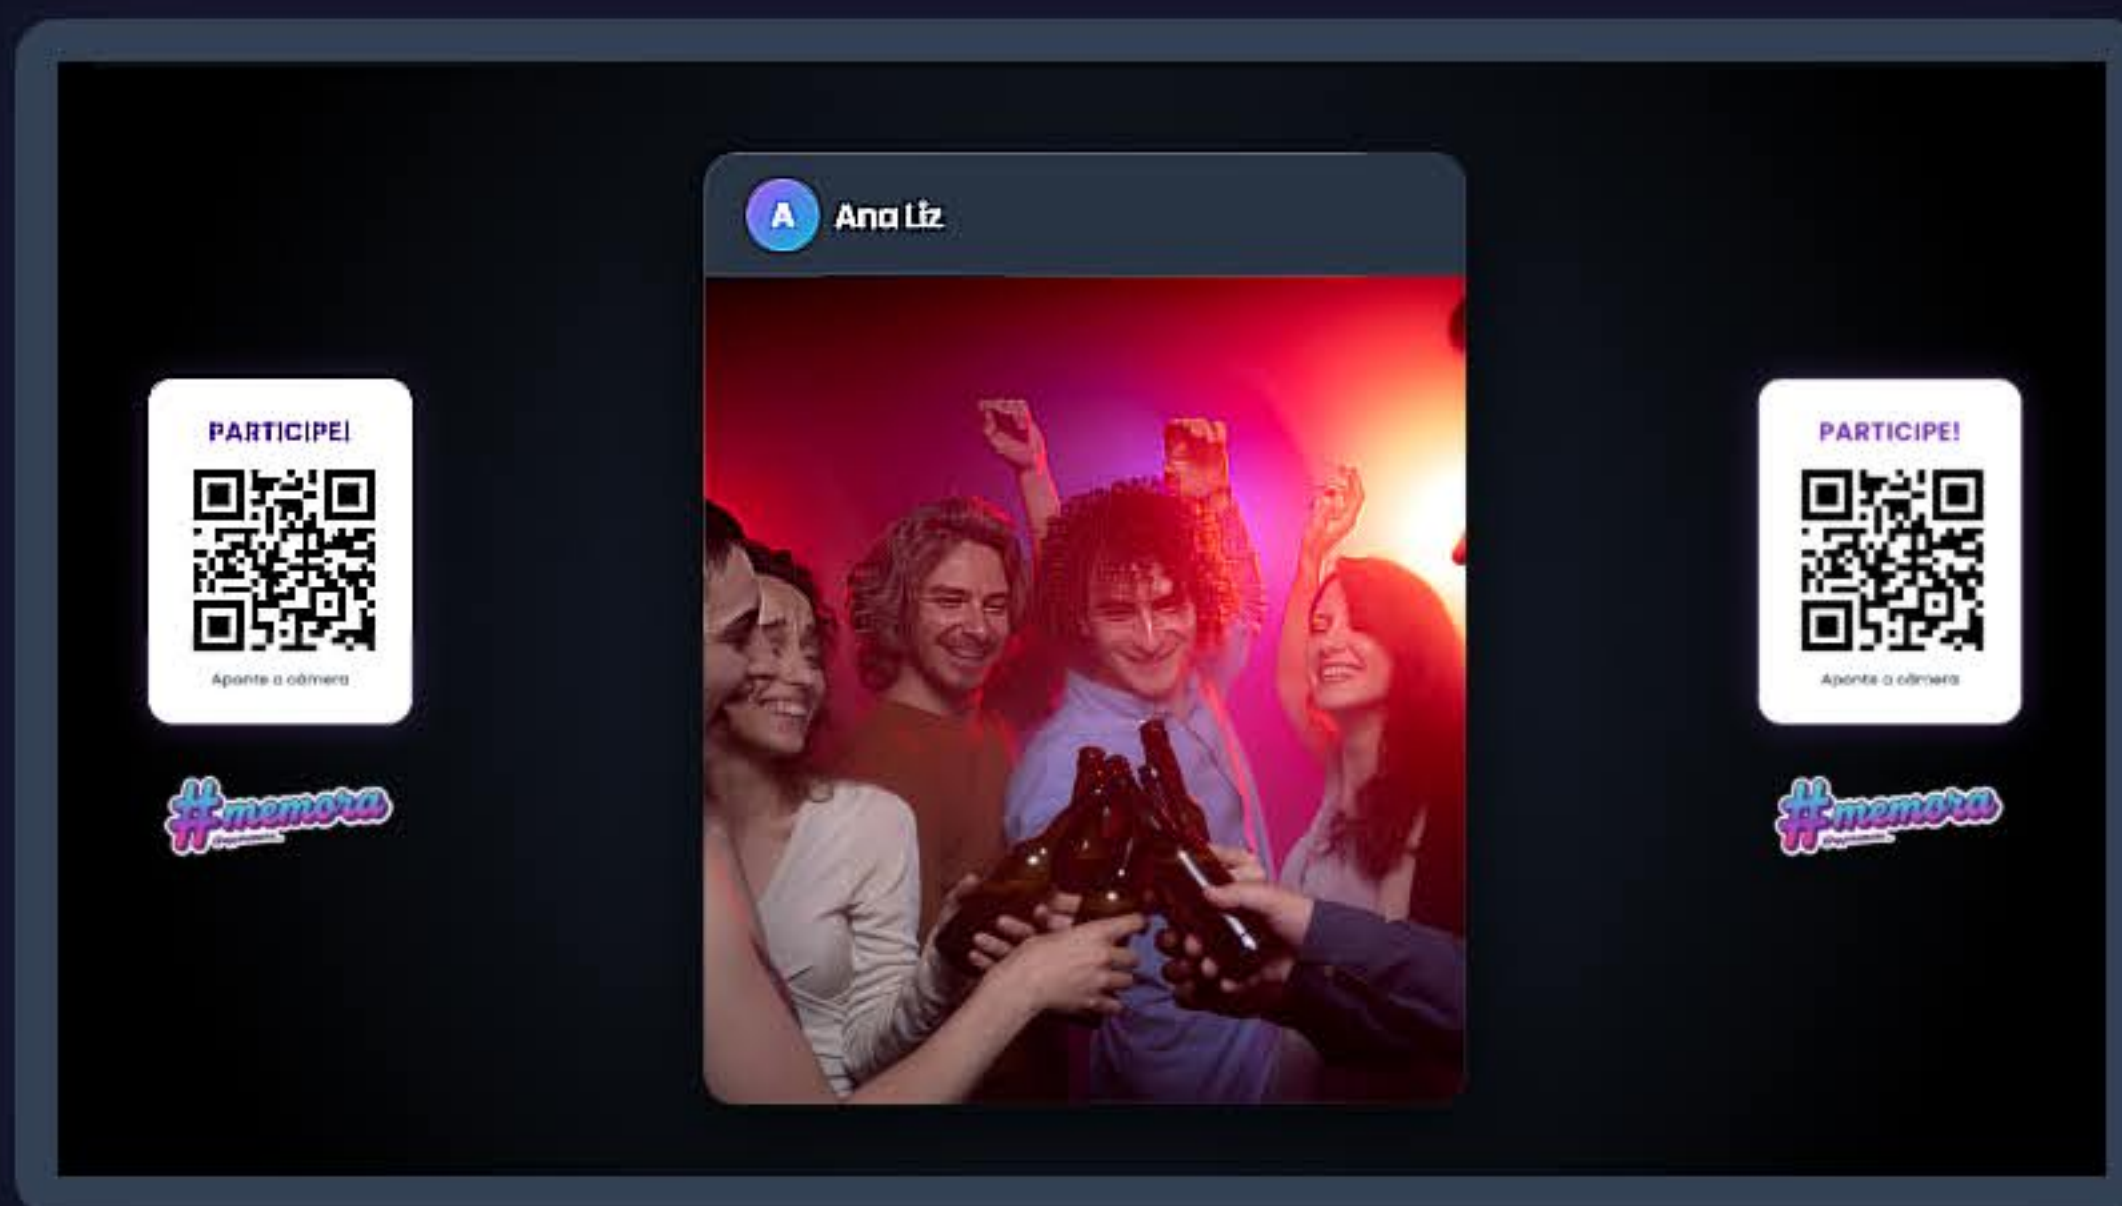 A Ana Liz
PARTICIPE!
Aponte a câmera
#memora
PARTICIPE!
Aponte a câmera
#memora